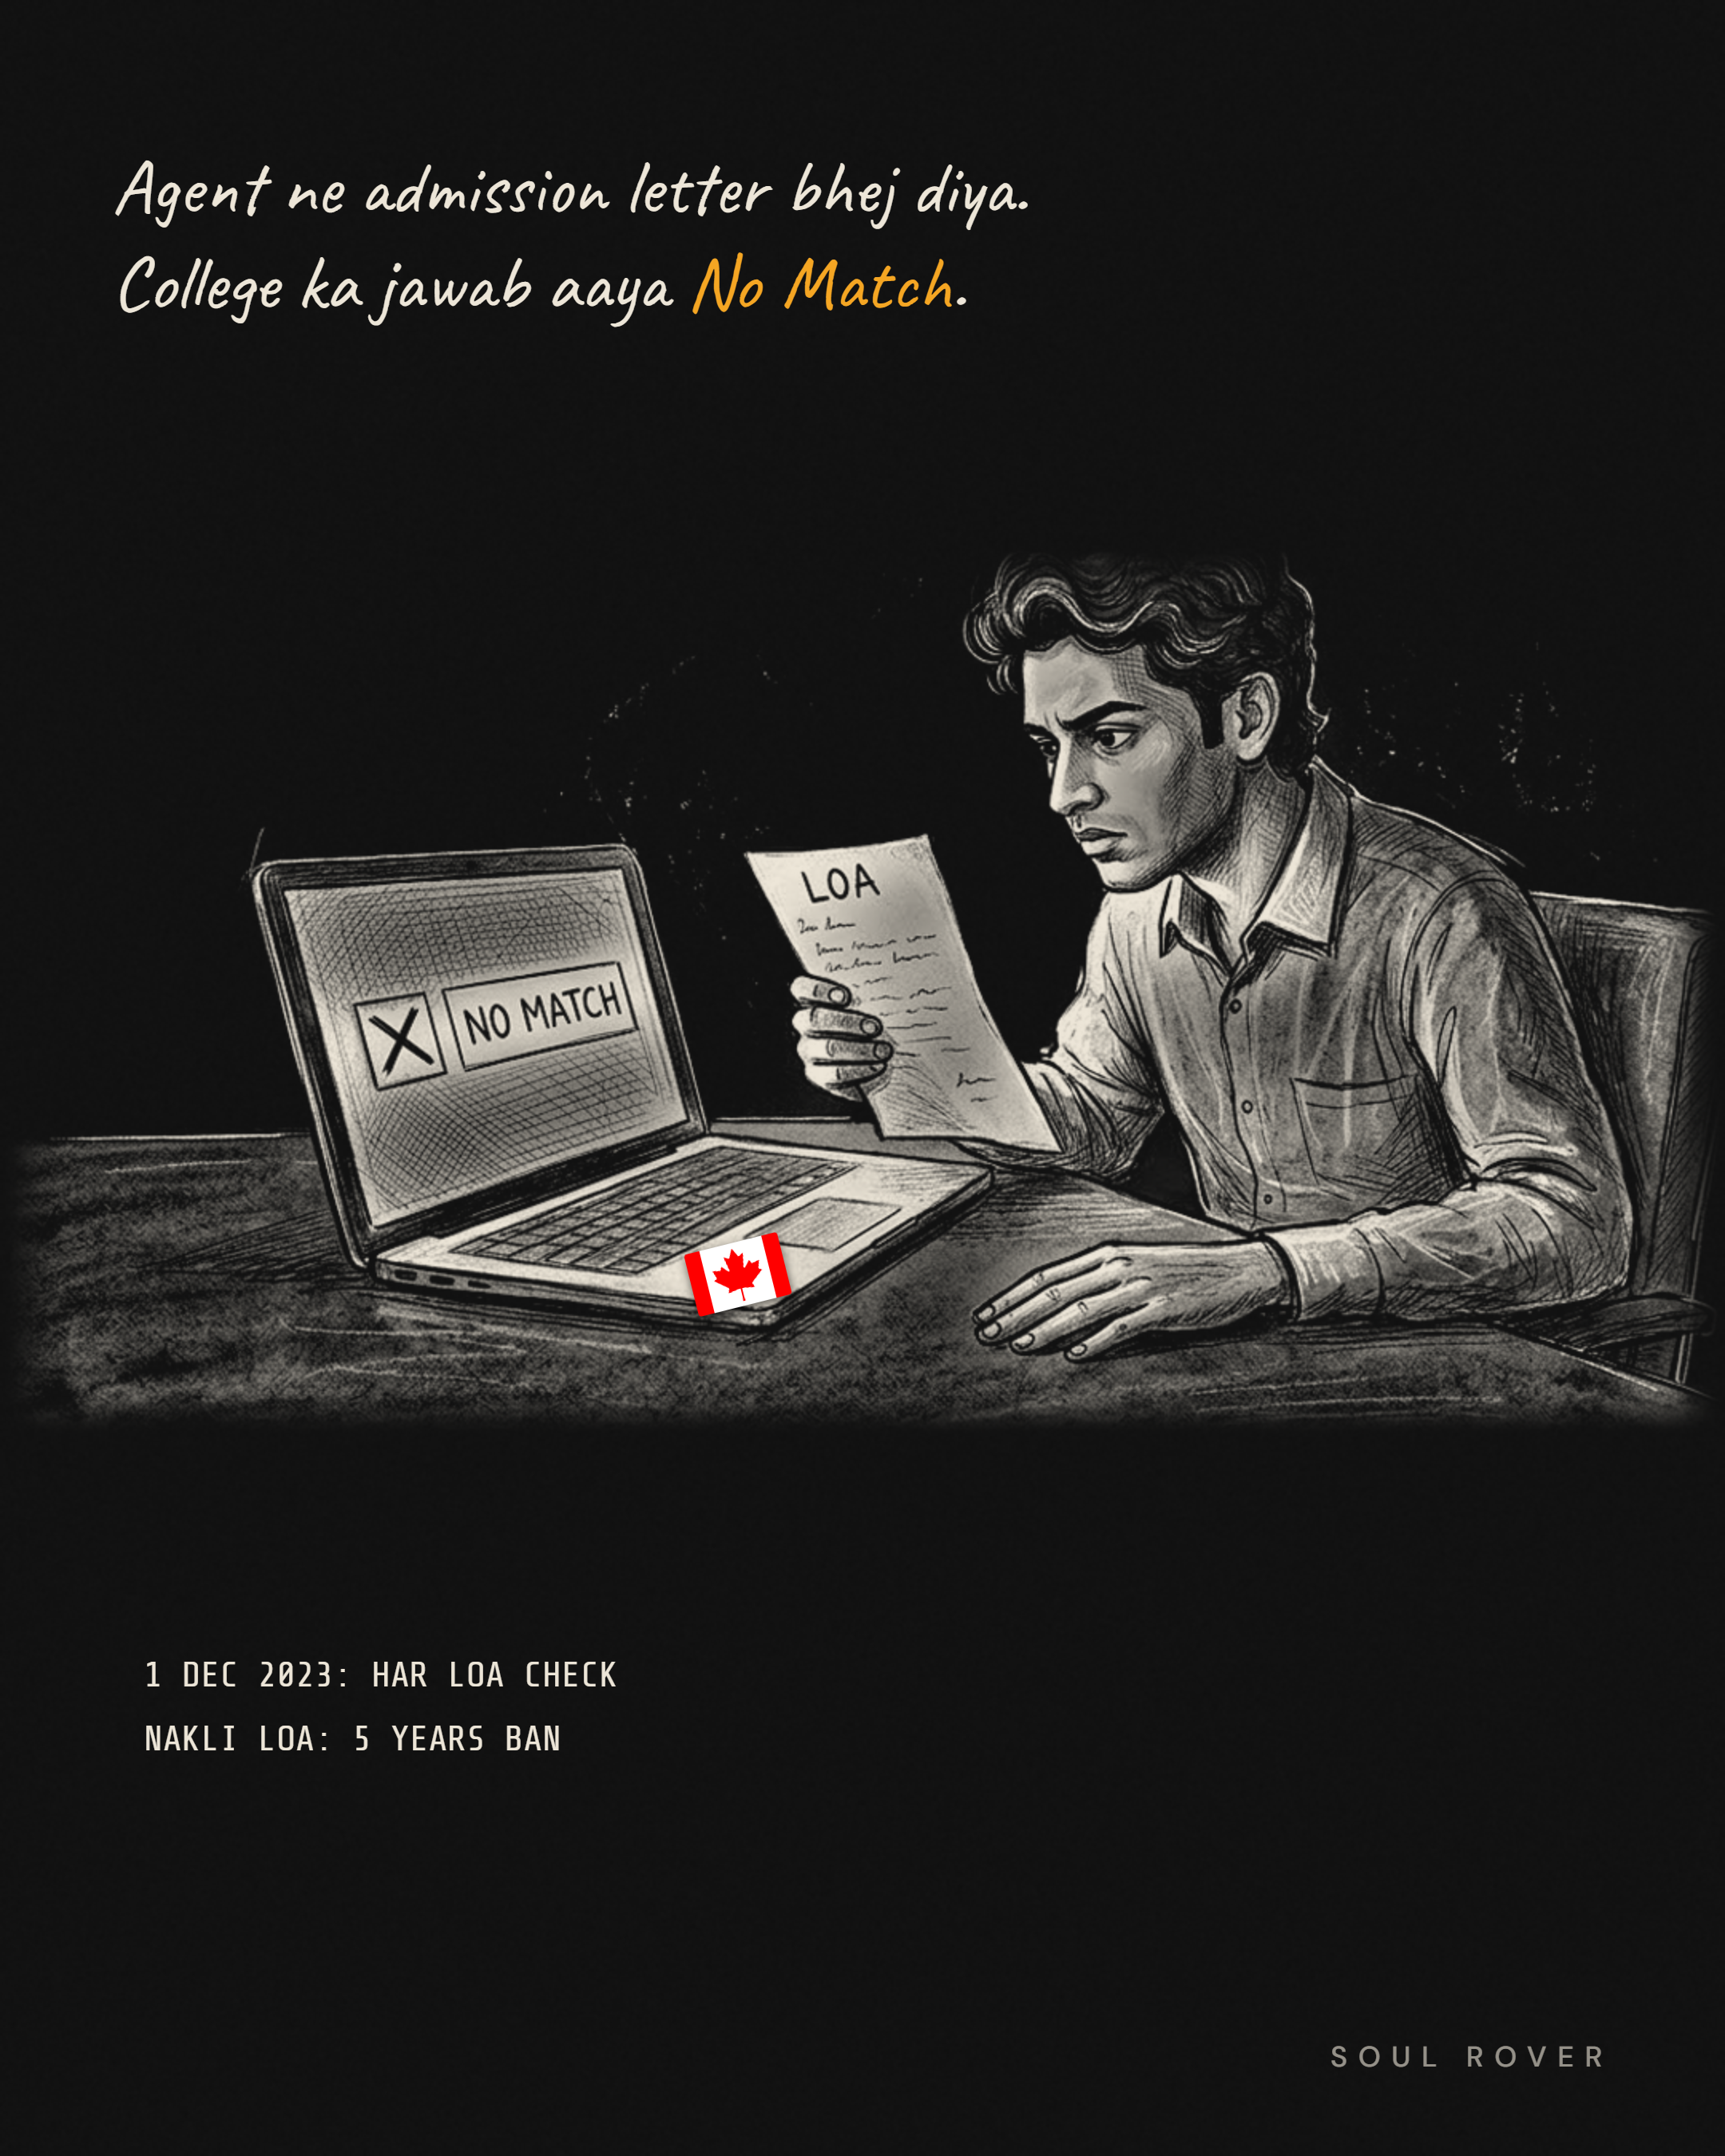 Agent ne admission letter bhej diya.
College ka jawab aaya No Match.
LOA
X NO MATCH
1 DEC 2023: HAR LOA CHECK
NAKLI LOA: 5 YEARS BAN
SOUL ROVER